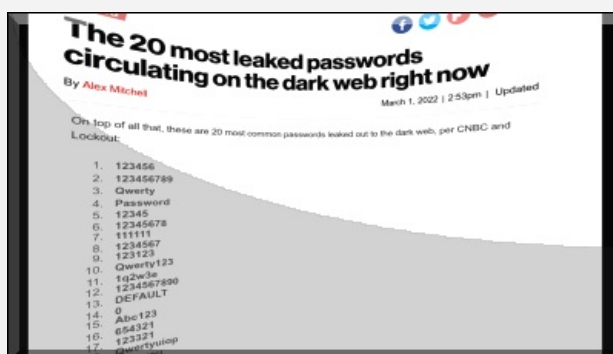 The 20 most leaked passwords
circulating on the dark web right now
By Alex Mitchell
March 1, 2022 | 2:53pm | Updated
On top of all that, these are 20 most common passwords leaked out to the dark web, per CNBC and
Lockout:
1. 123456
2. 123456789
3. Qwerty
4. Password
5. 12345
6. 12345678
7. 111111
8. 1234567
9. 123123
10. Qwerty123
11. 1q2w3e
12. 1234567890
13. DEFAULT
14. 0
15. Abc123
16. 654321
17. 123321
Qwertyuiop